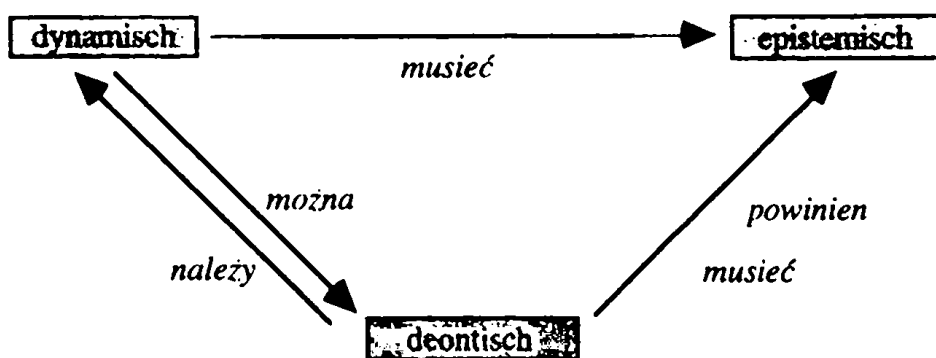 dynamisch
epistemisch
musieć
można
powinien
należy
musieć
deontisch